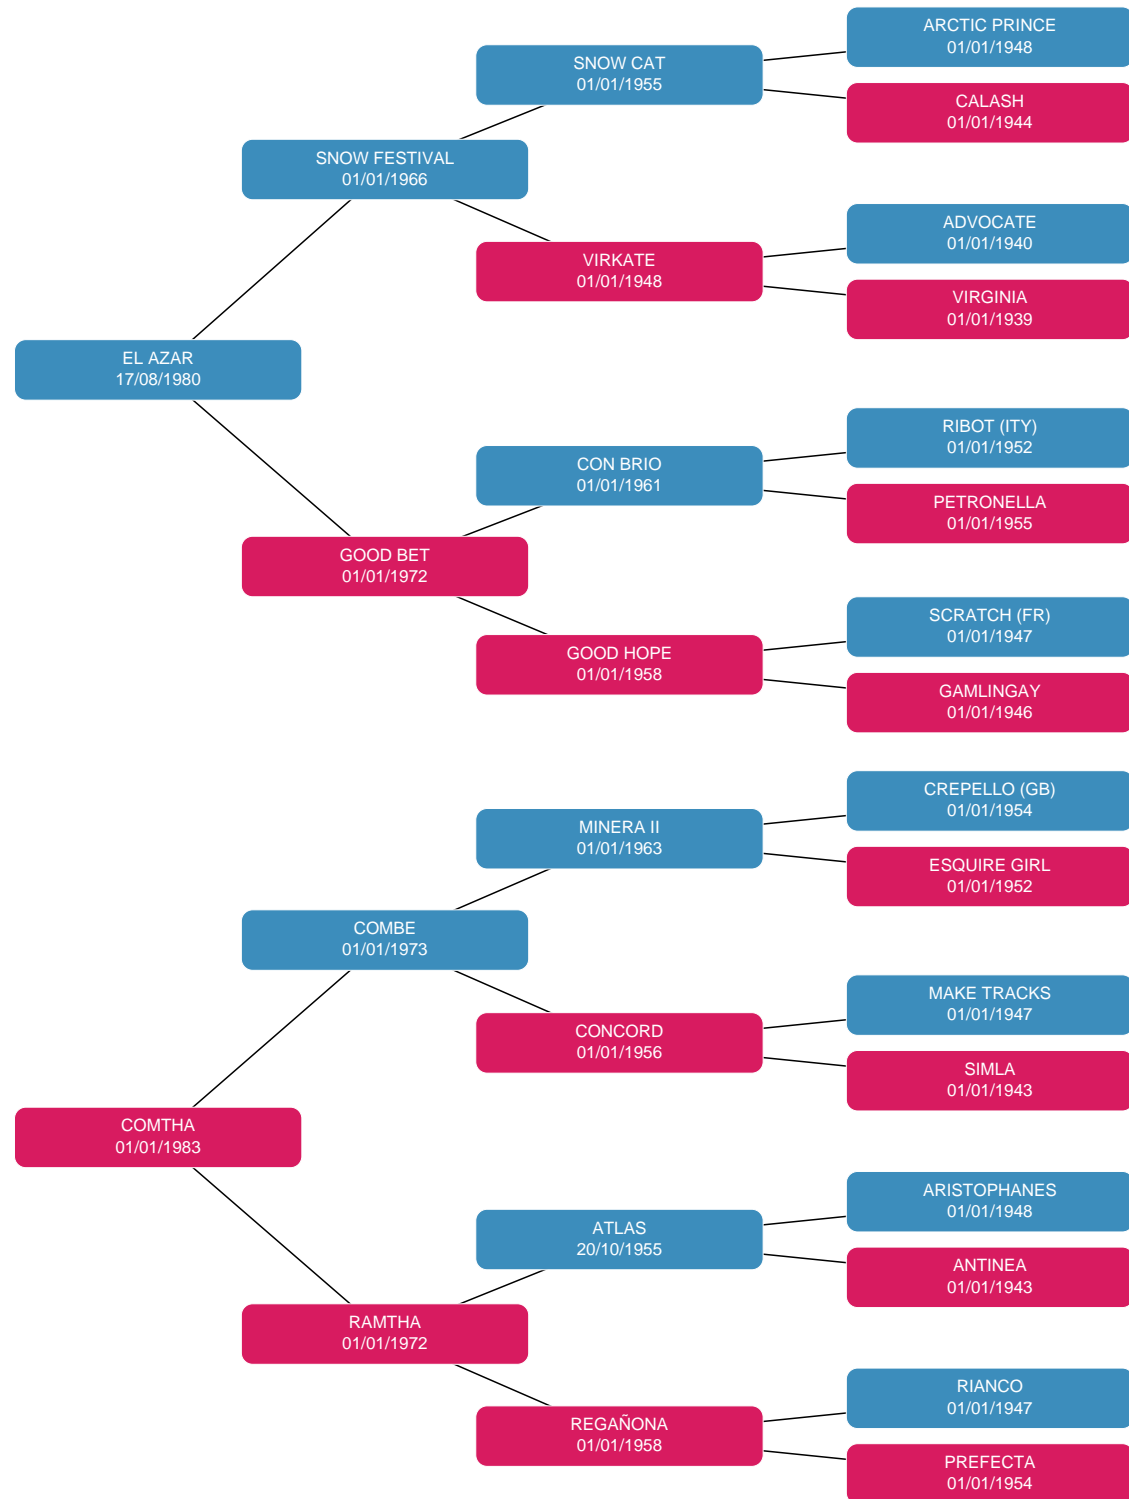 ARCTIC PRINCE
01/01/1948
SNOW CAT
01/01/1955
CALASH
01/01/1944
SNOW FESTIVAL
01/01/1966
ADVOCATE
01/01/1940
VIRKATE
01/01/1948
VIRGINIA
01/01/1939
EL AZAR
17/08/1980
RIBOT (ITY)
01/01/1952
CON BRIO
01/01/1961
PETRONELLA
01/01/1955
GOOD BET
01/01/1972
SCRATCH (FR)
01/01/1947
GOOD HOPE
01/01/1958
GAMLINGAY
01/01/1946
CREPELLO (GB)
01/01/1954
MINERA II
01/01/1963
ESQUIRE GIRL
01/01/1952
COMBE
01/01/1973
MAKE TRACKS
01/01/1947
CONCORD
01/01/1956
SIMLA
01/01/1943
COMTHA
01/01/1983
ARISTOPHANES
01/01/1948
ATLAS
20/10/1955
ANTINEA
01/01/1943
RAMTHA
01/01/1972
RIANCO
01/01/1947
REGAÑONA
01/01/1958
PREFECTA
01/01/1954